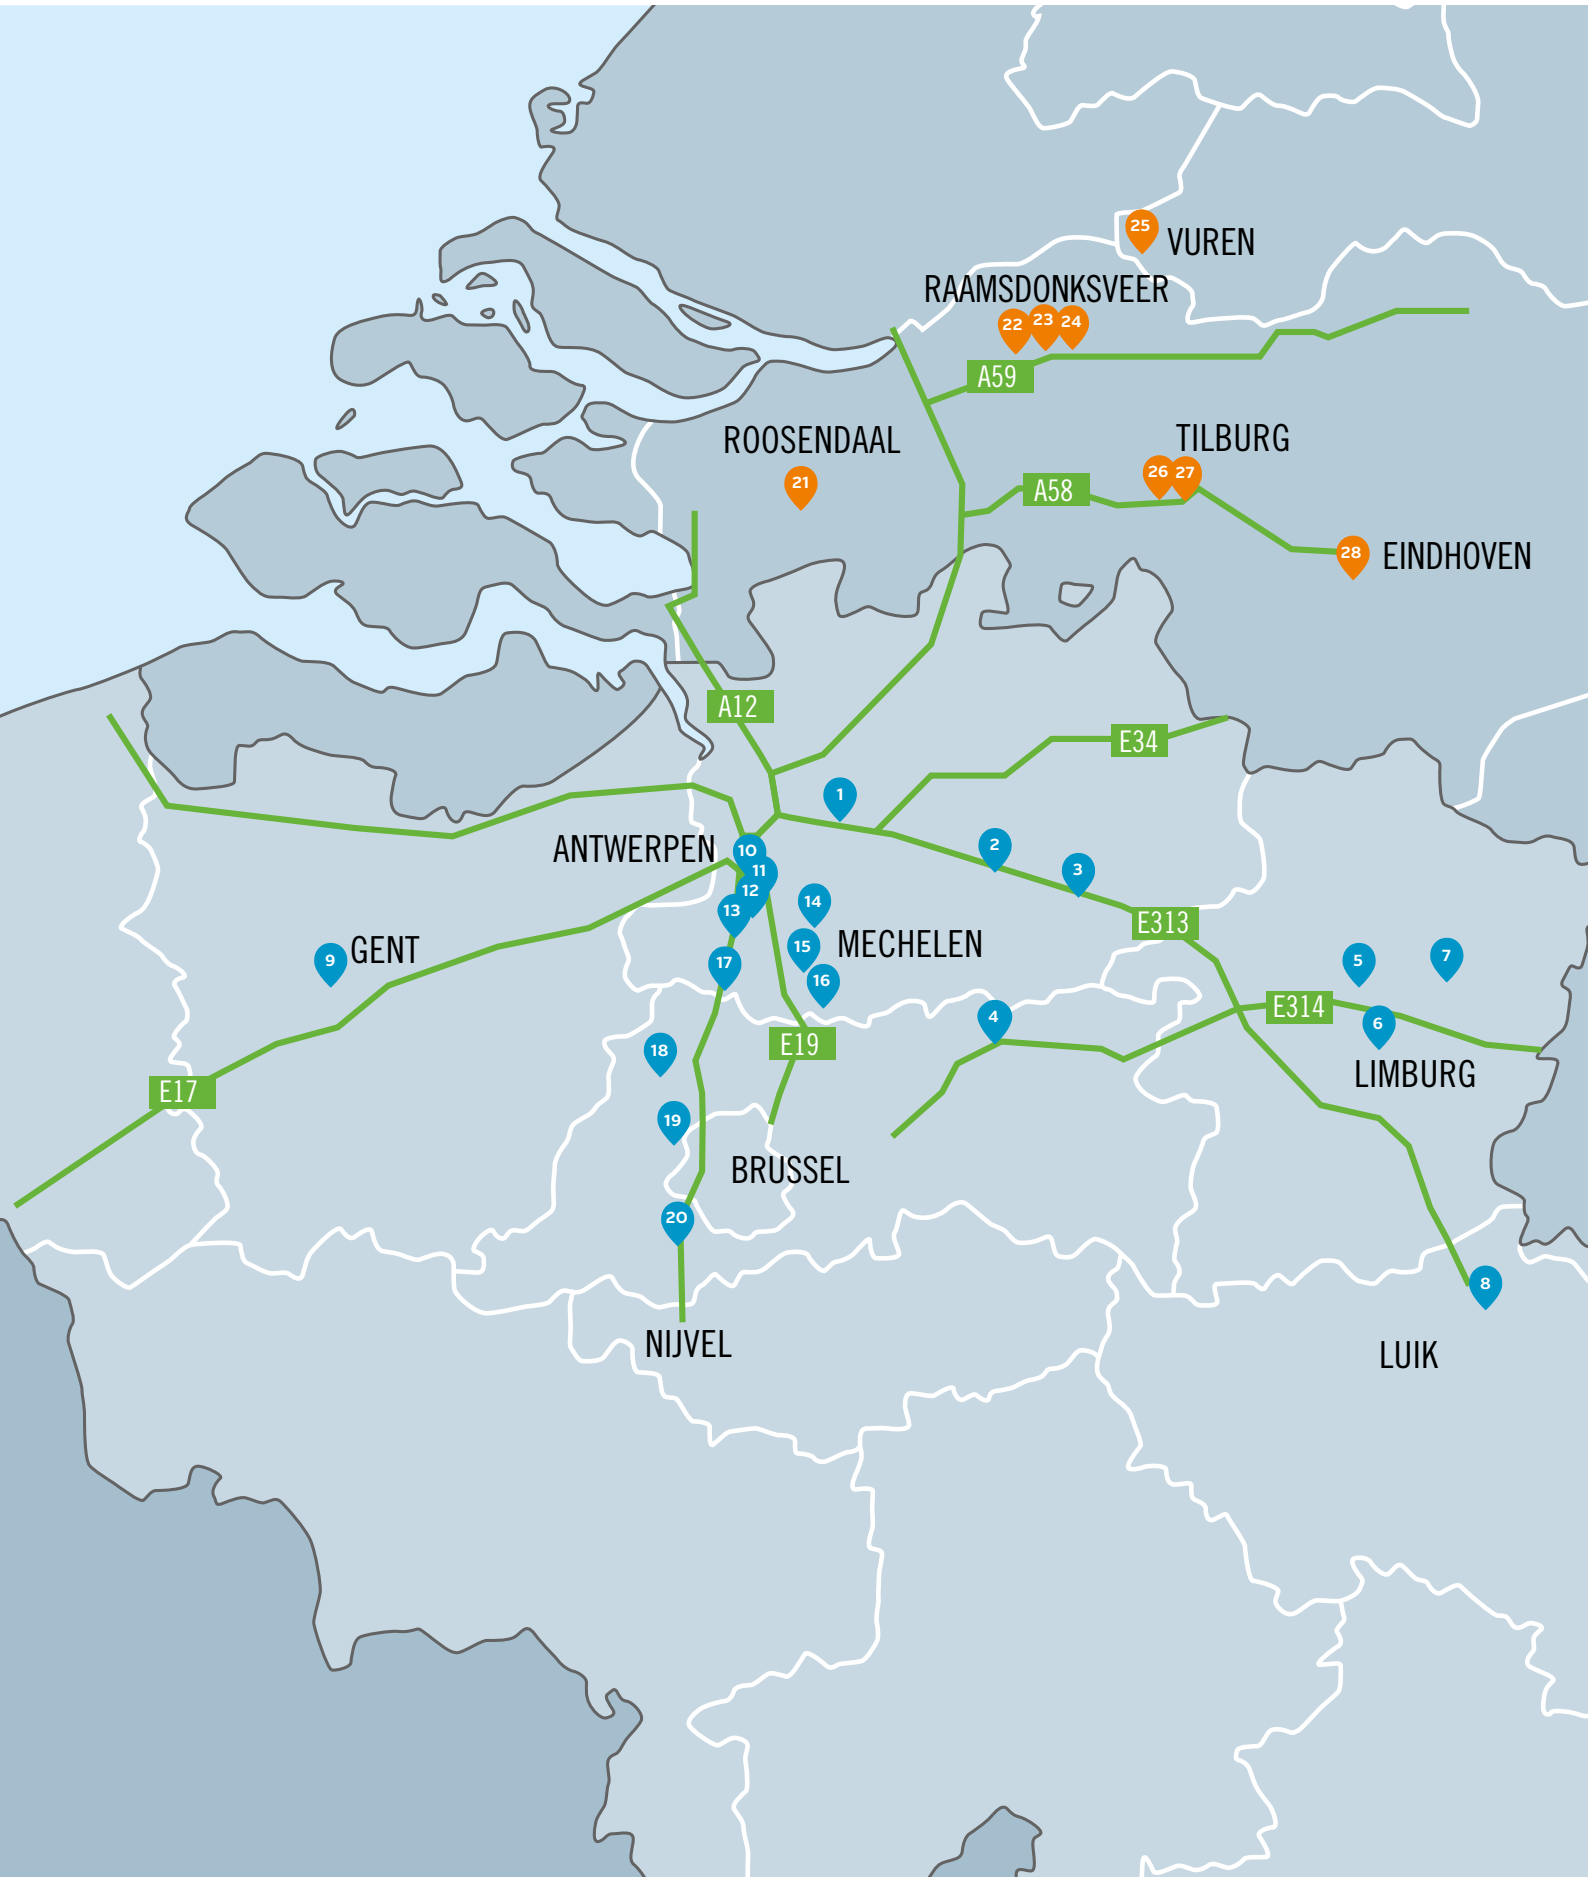 25
VUREN
RAAMSDONKSVEER
22
23
24
A59
ROOSENDAAL
21
TILBURG
26
27
A58
28
EINDHOVEN
A12
E34
1
ANTWERPEN
10
11
12
13
2
3
14
E313
9
GENT
15
MECHELEN
16
17
5
7
E314
6
4
LIMBURG
18
E19
E17
19
BRUSSEL
20
8
NIJVEL
LUIK